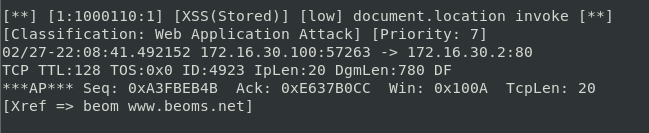 [**] [1:1000110:1] [XSS(Stored)] [low] document.location invoke [**]
[Classification: Web Application Attack] [Priority: 7]
02/27-22:08:41.492152 172.16.30.100:57263 -> 172.16.30.2:80
TCP TTL:128 TOS:0x0 ID:4923 IpLen:20 DgmLen:780 DF
***AP*** Seq: 0xA3FBEB4B  Ack: 0xE637B0CC  Win: 0x100A  TcpLen: 20
[Xref => beom www.beoms.net]